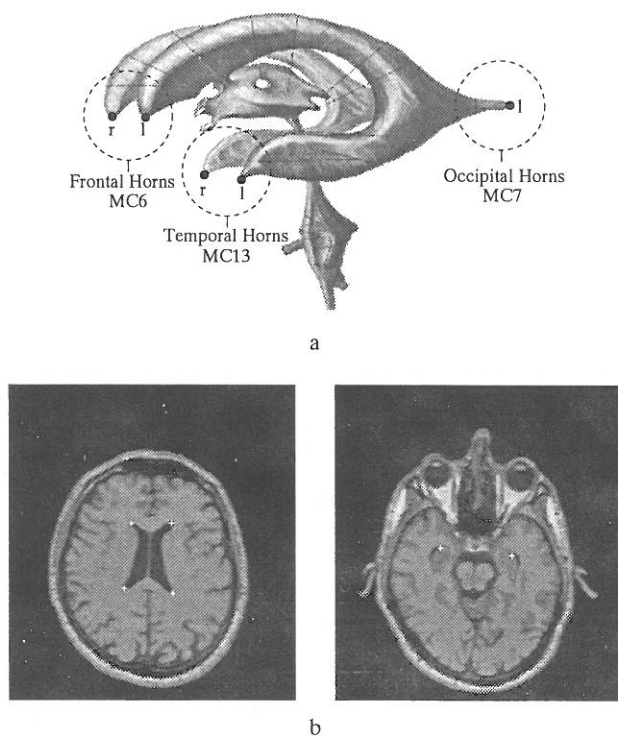 r l
l
r l
Frontal Horns
MC6
Occipital Horns
MC7
Temporal Horns
MC13
a
b